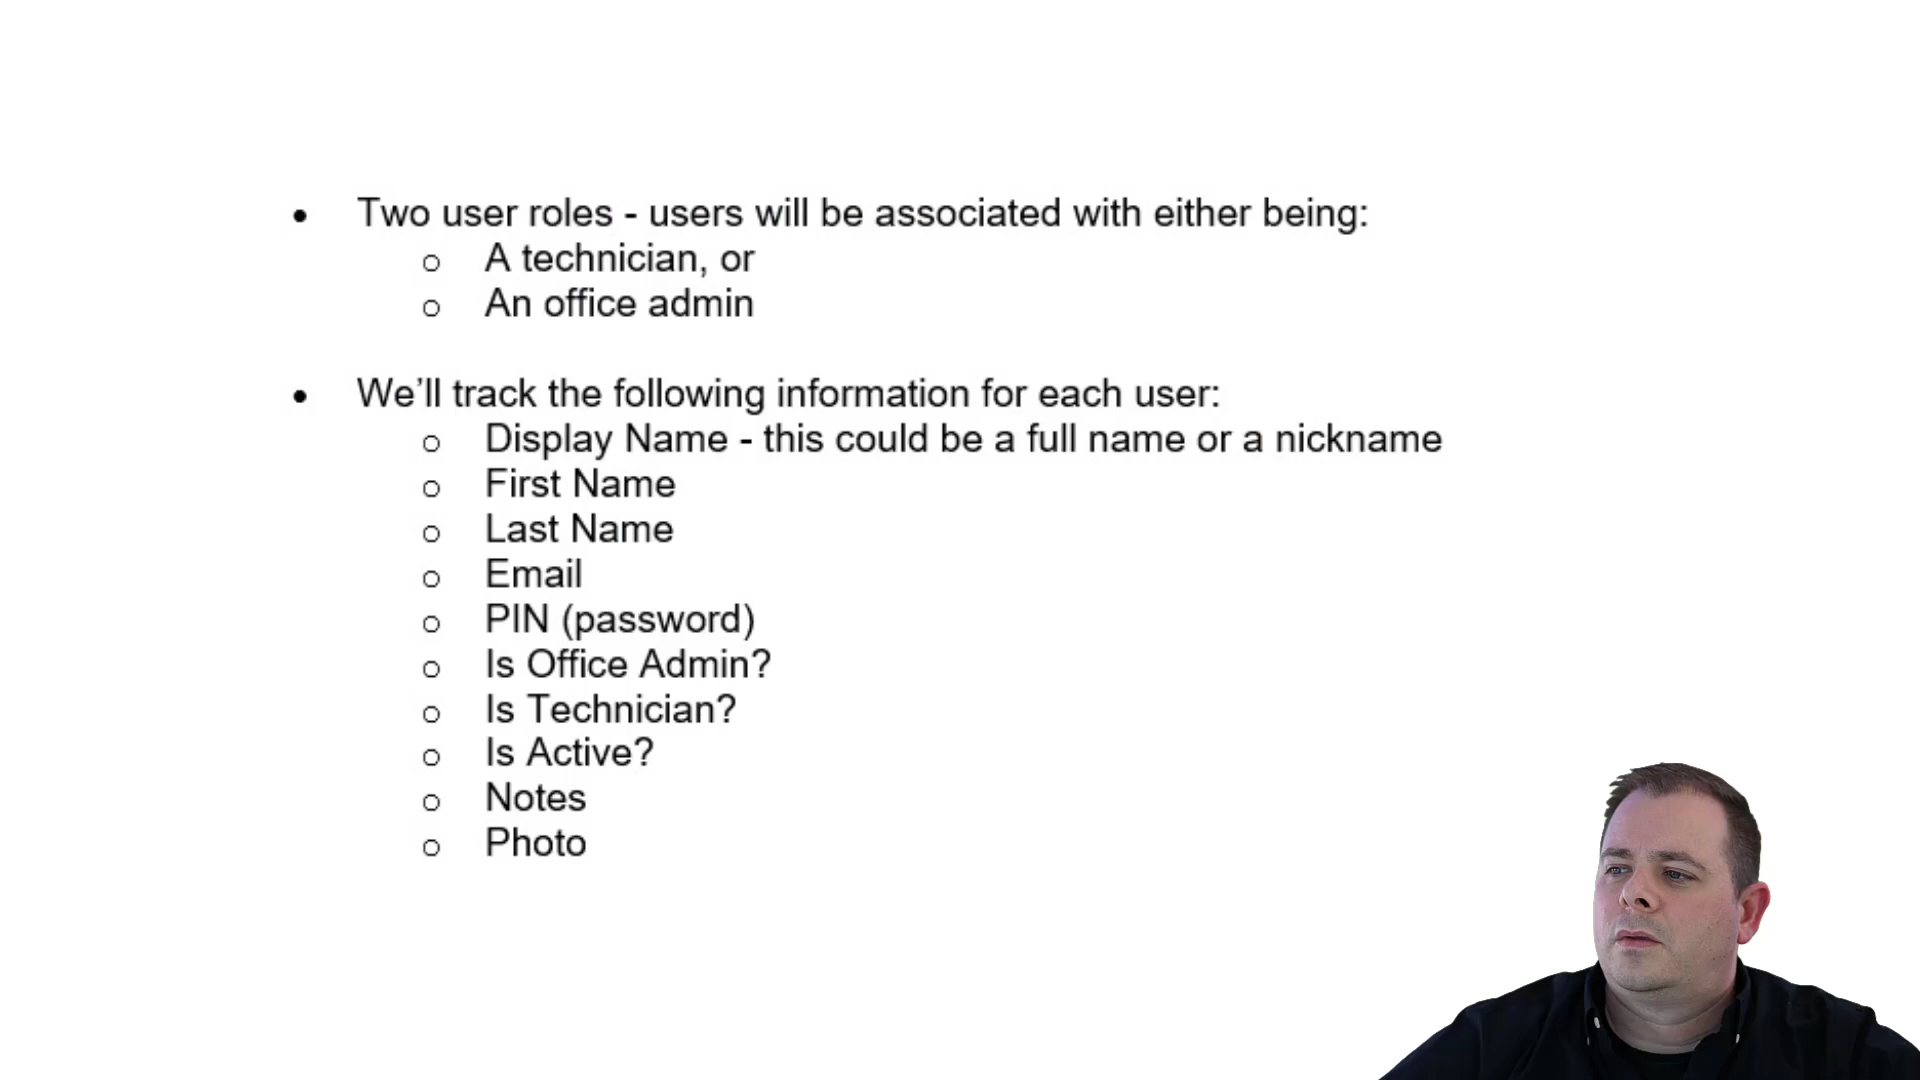 Two user roles - users will be associated with either being:
A technician, or
An office admin
We'll track the following information for each user:
Display Name - this could be a full name or a nickname
First Name
Last Name
Email
PIN (password)
Is Office Admin?
Is Technician?
Is Active?
Notes
Photo